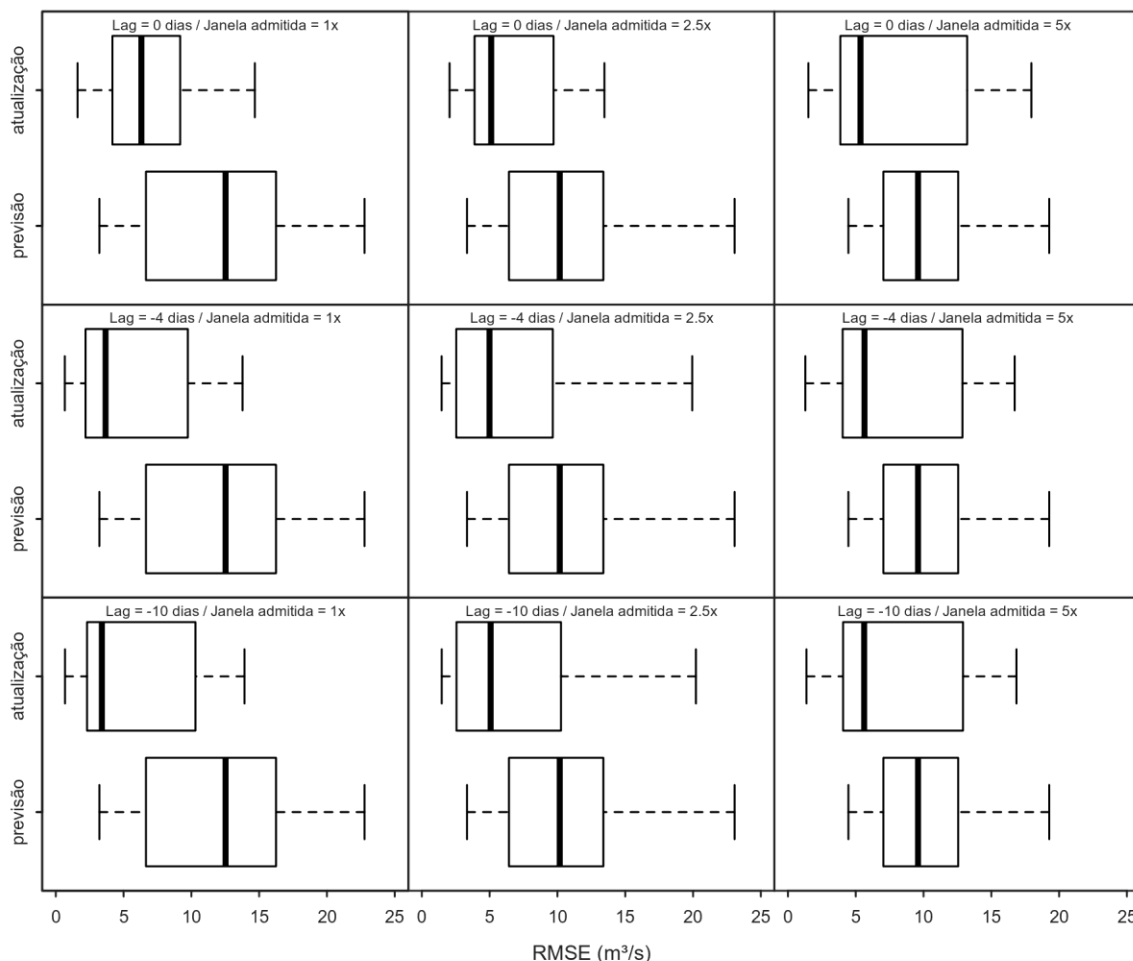 Lag = 0 dias / Janela admitida = 1x
Lag = 0 dias / Janela admitida = 2.5x
Lag = 0 dias / Janela admitida = 5x
atualização
previsão
Lag = -4 dias / Janela admitida = 1x
Lag = -4 dias / Janela admitida = 2.5x
Lag = -4 dias / Janela admitida = 5x
atualização
previsão
Lag = -10 dias / Janela admitida = 1x
Lag = -10 dias / Janela admitida = 2.5x
Lag = -10 dias / Janela admitida = 5x
atualização
previsão
0 5 10 15 20 25 0 5 10 15 20 25 0 5 10 15 20 25
RMSE (m³/s)